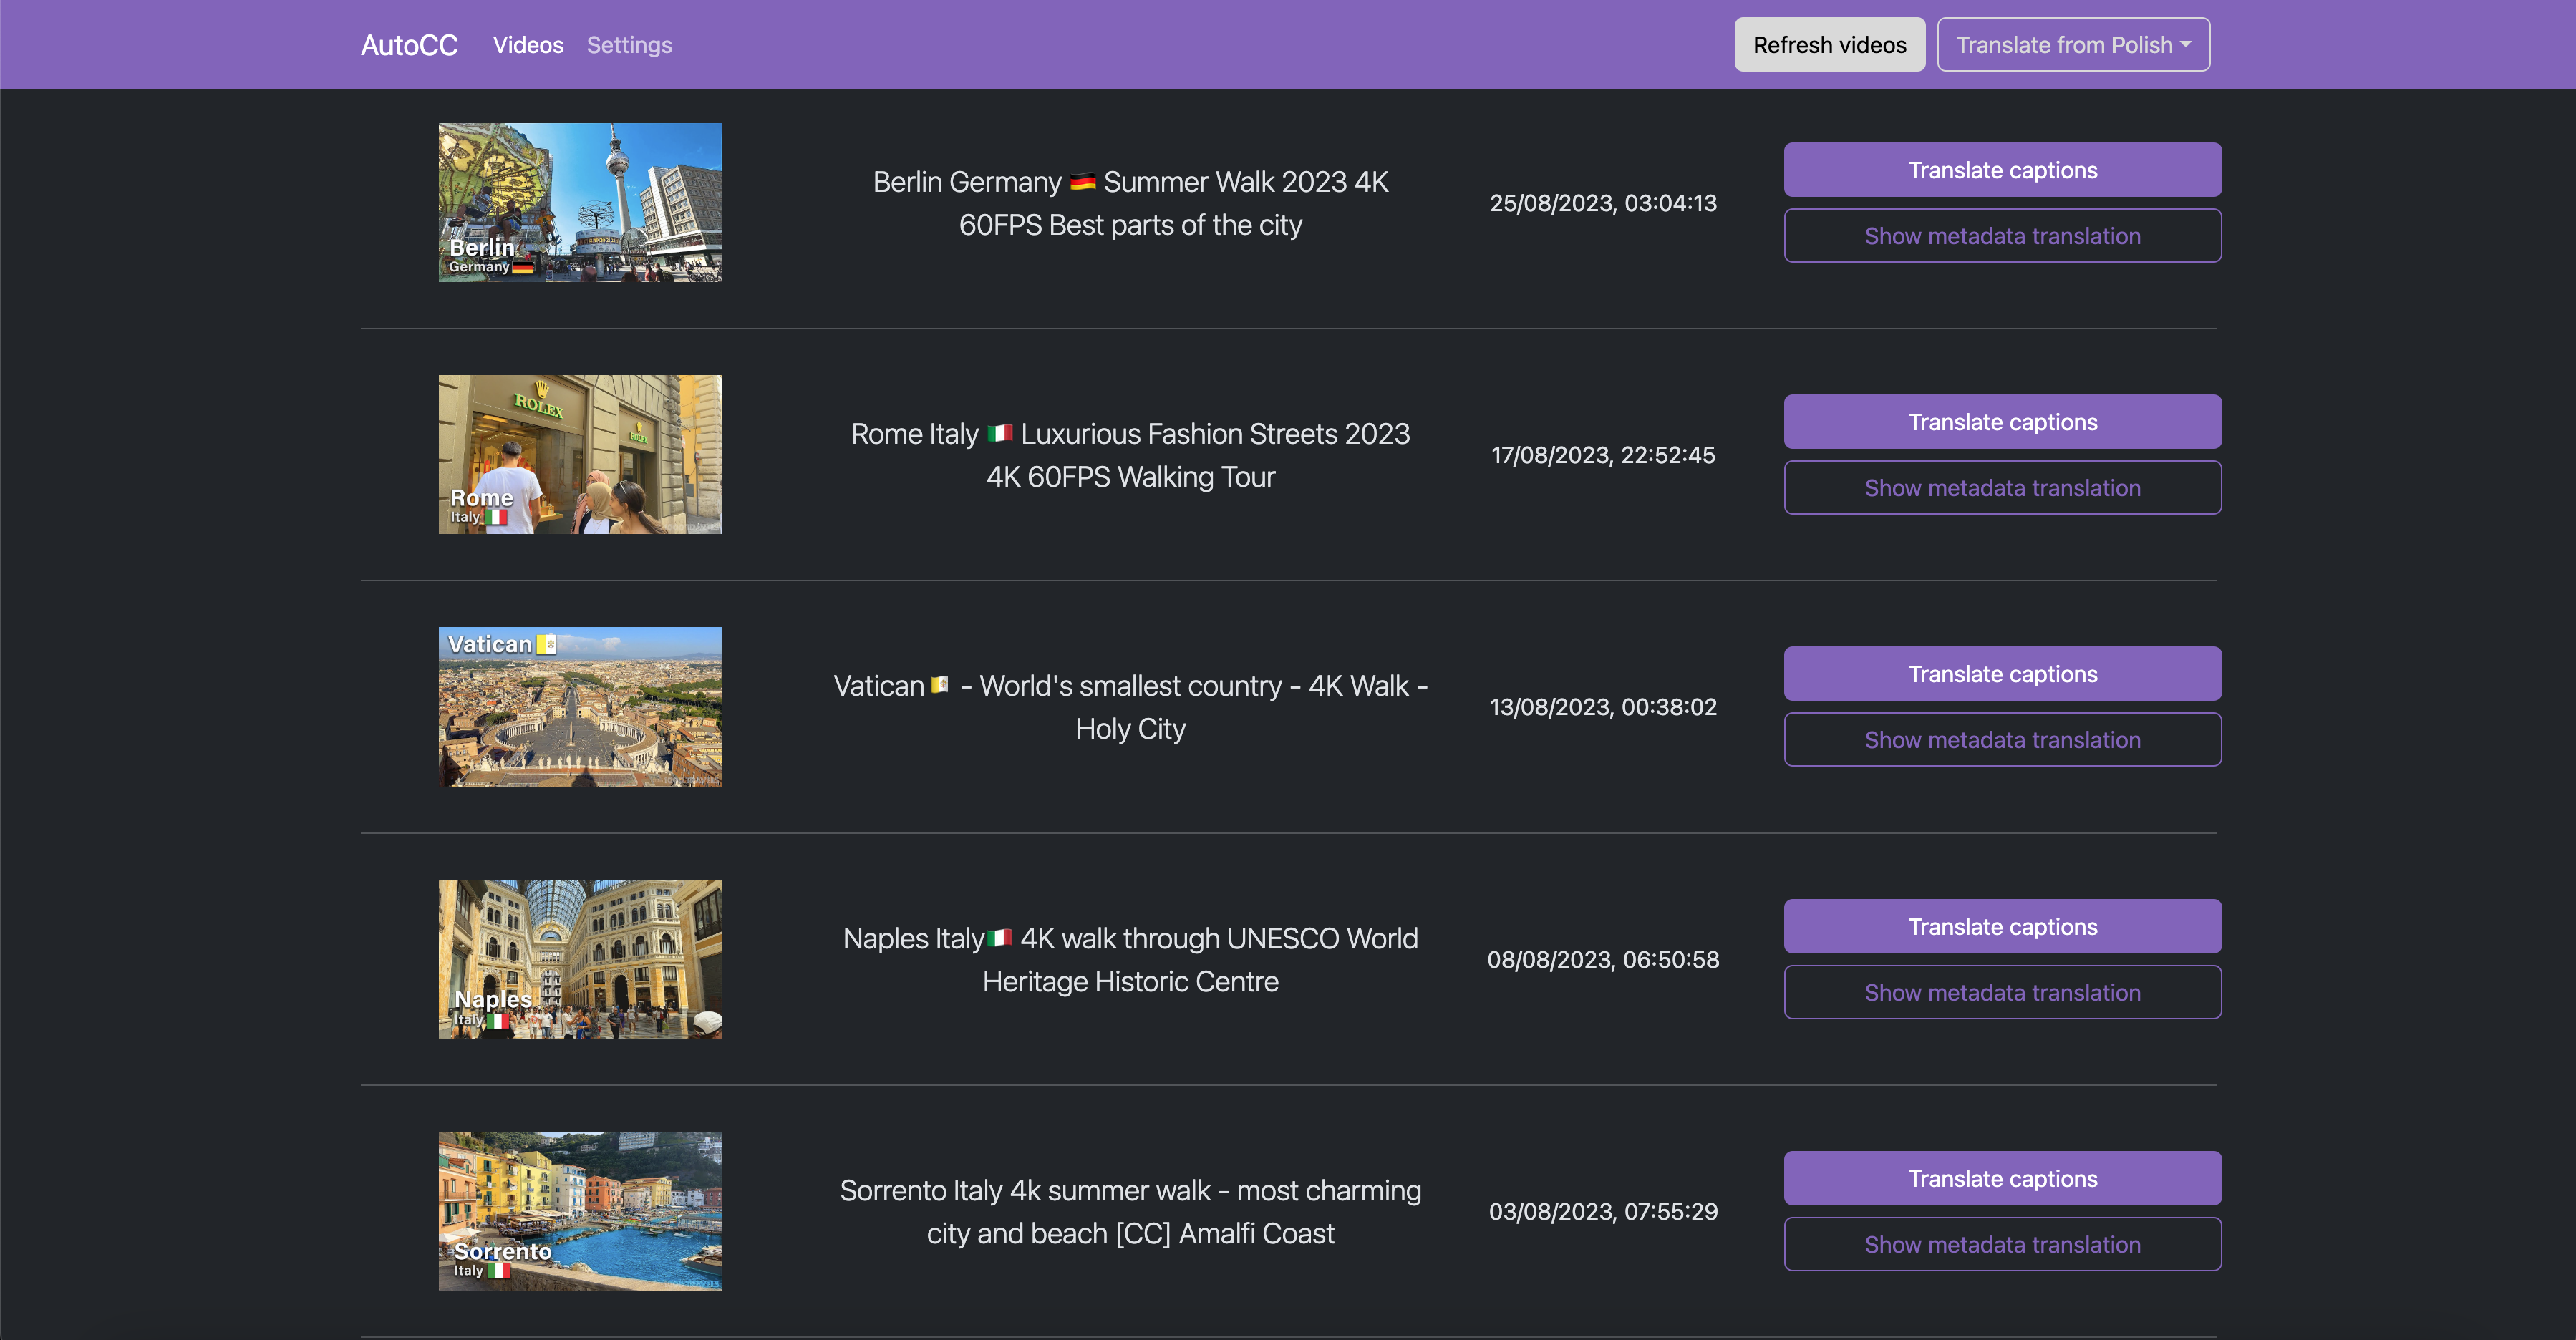 AutoCC Videos Settings Refresh videos Translate from Polish
Berlin
Germany
Berlin Germany 🇩🇪 Summer Walk 2023 4K
60FPS Best parts of the city
25/08/2023, 03:04:13
Translate captions
Show metadata translation
ROLEX
ROLEX
Rome
Italy
Rome Italy 🇮🇹 Luxurious Fashion Streets 2023
4K 60FPS Walking Tour
17/08/2023, 22:52:45
Translate captions
Show metadata translation
Vatican
Vatican🇻🇦 - World's smallest country - 4K Walk -
Holy City
13/08/2023, 00:38:02
Translate captions
Show metadata translation
Naples
Italy
Naples Italy🇮🇹 4K walk through UNESCO World
Heritage Historic Centre
08/08/2023, 06:50:58
Translate captions
Show metadata translation
Sorrento
Italy
Sorrento Italy 4k summer walk - most charming
city and beach [CC] Amalfi Coast
03/08/2023, 07:55:29
Translate captions
Show metadata translation